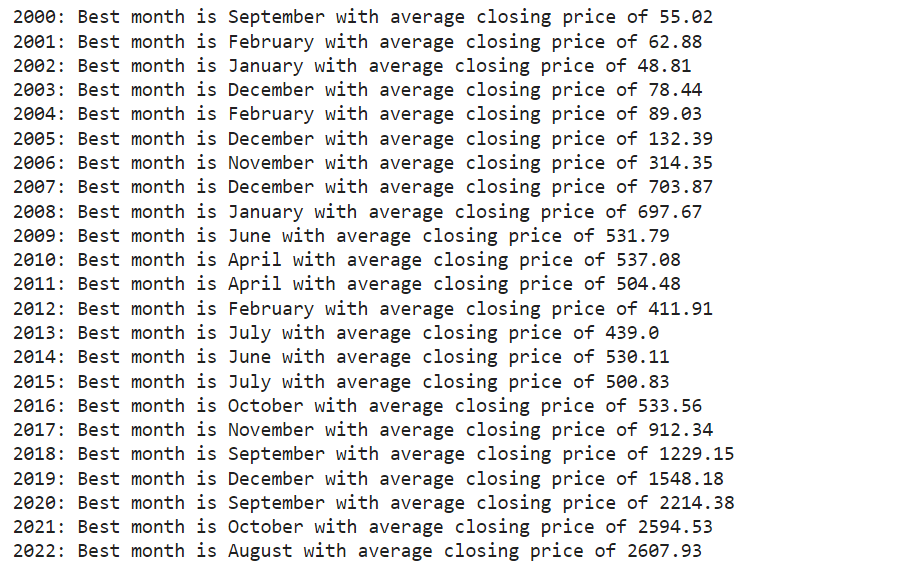 2000: Best month is September with average closing price of 55.02
2001: Best month is February with average closing price of 62.88
2002: Best month is January with average closing price of 48.81
2003: Best month is December with average closing price of 78.44
2004: Best month is February with average closing price of 89.03
2005: Best month is December with average closing price of 132.39
2006: Best month is November with average closing price of 314.35
2007: Best month is December with average closing price of 703.87
2008: Best month is January with average closing price of 697.67
2009: Best month is June with average closing price of 531.79
2010: Best month is April with average closing price of 537.08
2011: Best month is April with average closing price of 504.48
2012: Best month is February with average closing price of 411.91
2013: Best month is July with average closing price of 439.0
2014: Best month is June with average closing price of 530.11
2015: Best month is July with average closing price of 500.83
2016: Best month is October with average closing price of 533.56
2017: Best month is November with average closing price of 912.34
2018: Best month is September with average closing price of 1229.15
2019: Best month is December with average closing price of 1548.18
2020: Best month is September with average closing price of 2214.38
2021: Best month is October with average closing price of 2594.53
2022: Best month is August with average closing price of 2607.93